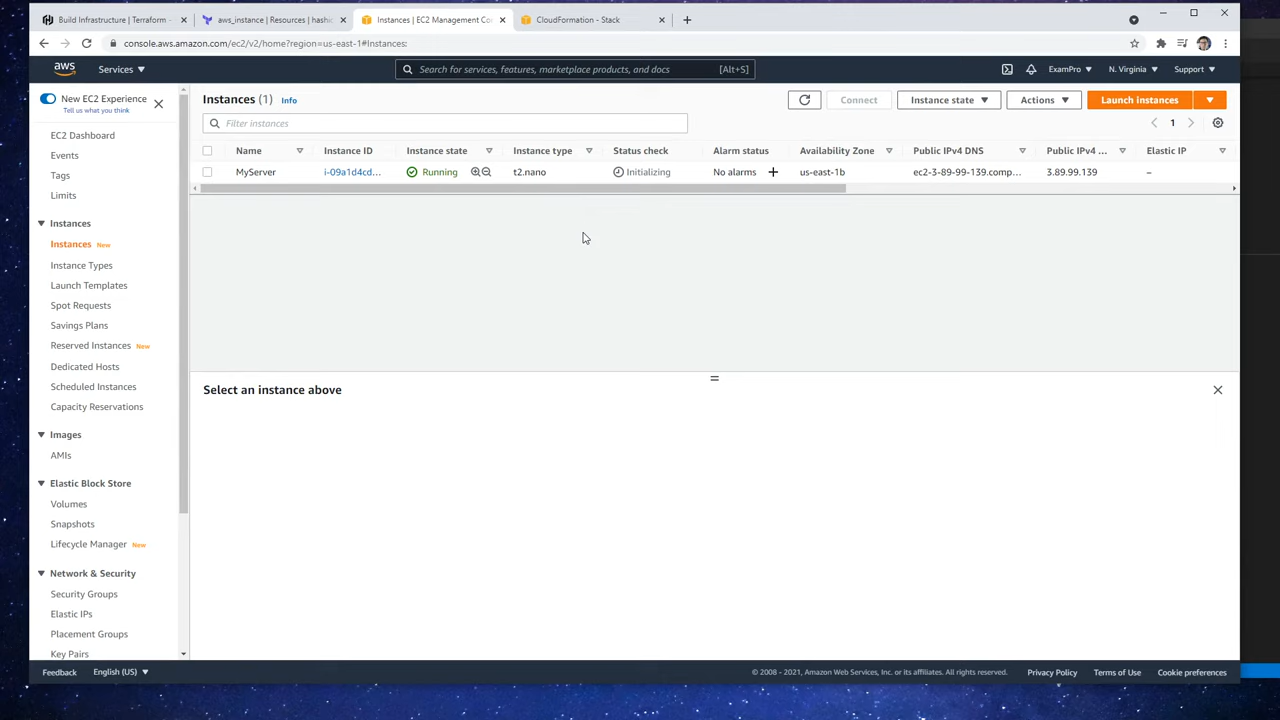 Build Infrastructure | Terraform -
aws_instance | Resources | hashic
Instances | EC2 Management Co
CloudFormation - Stack
console.aws.amazon.com/ec2/v2/home?region=us-east-1#Instances:
aws
Services
Search for services, features, marketplace products, and docs
[Alt+S]
ExamPro
N. Virginia
Support
New EC2 Experience
Tell us what you think
EC2 Dashboard
Events
Tags
Limits
Instances
Instances New
Instance Types
Launch Templates
Spot Requests
Savings Plans
Reserved Instances New
Dedicated Hosts
Scheduled Instances
Capacity Reservations
Images
AMIs
Elastic Block Store
Volumes
Snapshots
Lifecycle Manager New
Network & Security
Security Groups
Elastic IPs
Placement Groups
Key Pairs
Instances (1) Info
Connect
Instance state
Actions
Launch instances
Filter instances
1
Name Instance ID Instance state Instance type Status check Alarm status Availability Zone Public IPv4 DNS Public IPv4 ... Elastic IP
MyServer i-09a1d4cd... Running t2.nano Initializing No alarms + us-east-1b ec2-3-89-99-139.comp... 3.89.99.139 –
Select an instance above
Feedback
English (US)
© 2008 - 2021, Amazon Web Services, Inc. or its affiliates. All rights reserved.
Privacy Policy
Terms of Use
Cookie preferences